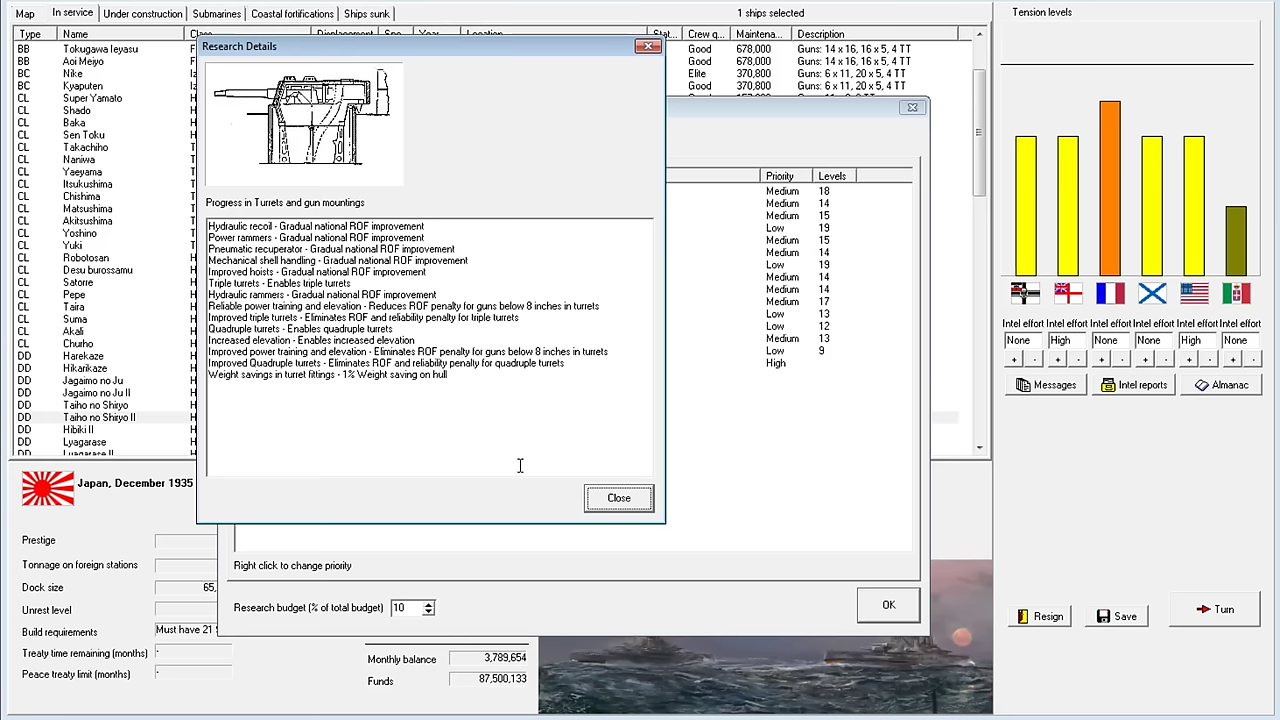 Map In service Under construction Submarines Coastal fortifications Ships sunk 1 ships selected Tension levels
Type Name Crew q... Maintena... Description
BB Tokugawa Ieyasu Good 678,000 Guns: 14 x 16, 16 x 5, 4 TT
BB Aoi Meiyo Good 678,000 Guns: 14 x 16, 16 x 5, 4 TT
BC Nike Elite 370,800 Guns: 6 x 11, 20 x 5, 4 TT
BC Kyaputen Good 370,800 Guns: 6 x 11, 20 x 5, 4 TT
CL Super Yamato
CL Shado
CL Baka
CL Sen Toku
CL Takachiho
CL Naniwa
CL Yaeyama
CL Itsukushima
CL Chishima
CL Matsushima
CL Akitsushima
CL Yoshino
CL Yuki
CL Robotosan
CL Desu burossamu
CL Satorre
CL Pepe
CL Taira
CL Suma
CL Akali
CL Churho
DD Harekaze
DD Hikarikaze
DD Jagaimo no Ju
DD Jagaimo no Ju II
DD Taiho no Shiryo
DD Taiho no Shiryo II
DD Hibiki II
DD Lyagarase
DD Lyagarase II
Research Details
Progress in Turrets and gun mountings
Hydraulic recoil - Gradual national ROF improvement
Power rammers - Gradual national ROF improvement
Pneumatic recuperator - Gradual national ROF improvement
Mechanical shell handling - Gradual national ROF improvement
Improved hoists - Gradual national ROF improvement
Triple turrets - Enables triple turrets
Hydraulic rammers - Gradual national ROF improvement
Reliable power training and elevation - Reduces ROF penalty for guns below 8 inches in turrets
Improved triple turrets - Eliminates ROF and reliability penalty for triple turrets
Quadruple turrets - Enables quadruple turrets
Increased elevation - Enables increased elevation
Improved power training and elevation - Eliminates ROF penalty for guns below 8 inches in turrets
Improved Quadruple turrets - Eliminates ROF and reliability penalty for quadruple turrets
Weight savings in turret fittings - 1% Weight saving on hull
Close
Priority Levels
Medium 18
Medium 14
Medium 15
Low 19
Medium 15
Medium 14
Low 19
Medium 14
Medium 14
Medium 17
Low 13
Low 12
Medium 13
Low 9
High
Right click to change priority
Research budget (% of total budget) 10
OK
Intel effort Intel effort Intel effort Intel effort Intel effort Intel effort
None High None None High None
+ - + - + - + - + - + -
Messages Intel reports Almanac
Japan, December 1935
Prestige
Tonnage on foreign stations
Dock size 65,
Unrest level
Build requirements Must have 21
Treaty time remaining (months) -
Peace treaty limit (months) -
Monthly balance 3,789,654
Funds 87,500,133
Resign Save Turn